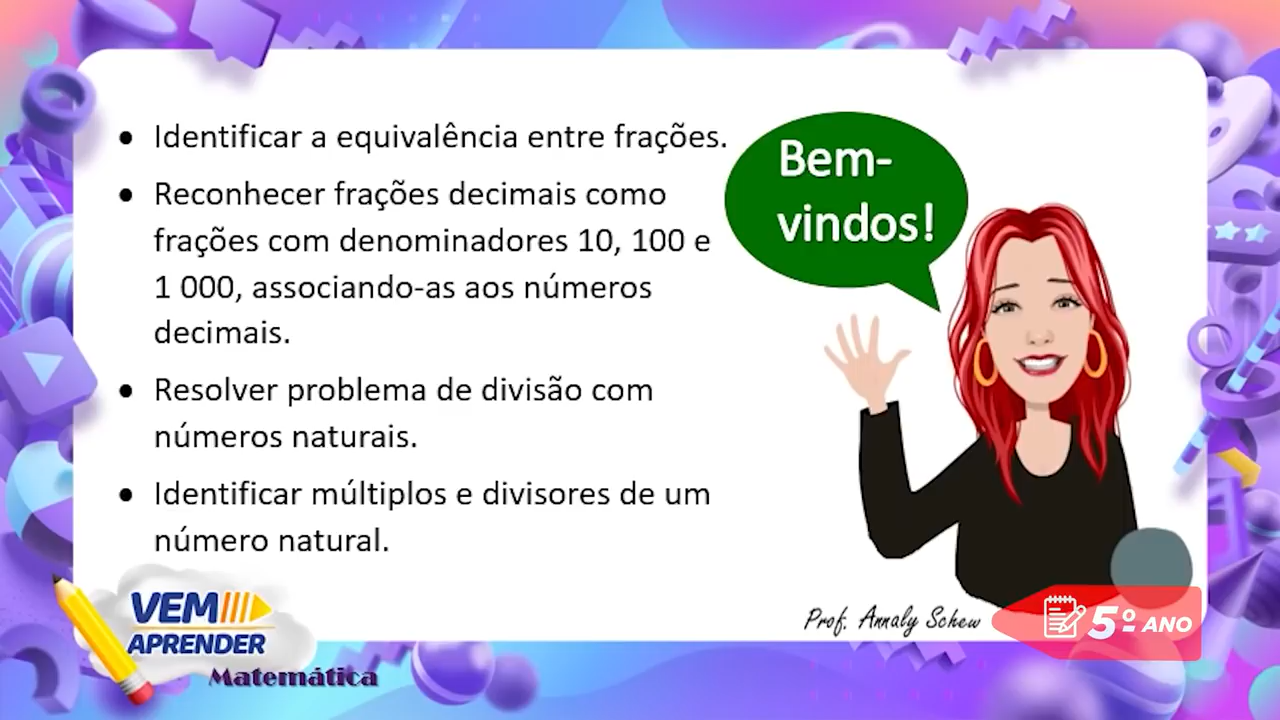 Identificar a equivalência entre frações.
Reconhecer frações decimais como
frações com denominadores 10, 100 e
1 000, associando-as aos números
decimais.
Resolver problema de divisão com
números naturais.
Identificar múltiplos e divisores de um
número natural.
Bem-
vindos!
Prof. Annaly Schew
5º ANO
VEM
APRENDER
Matemática